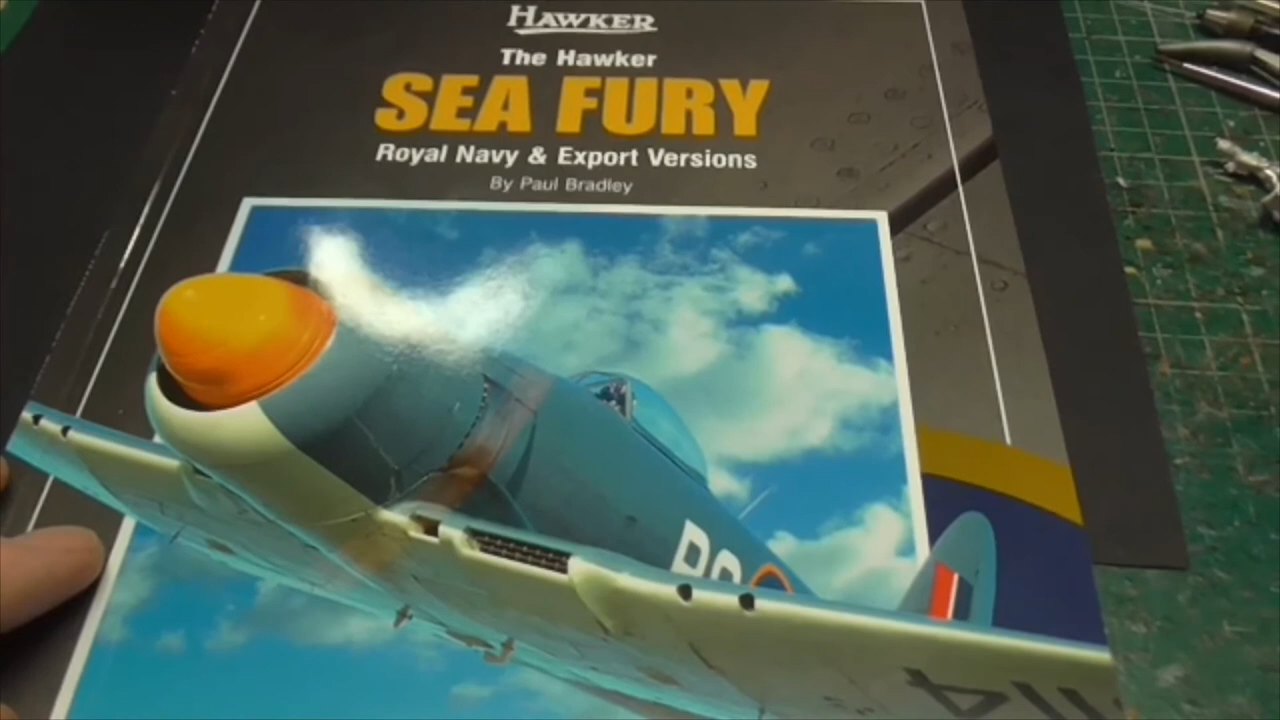 HAWKER
The Hawker
SEA FURY
Royal Navy & Export Versions
By Paul Bradley